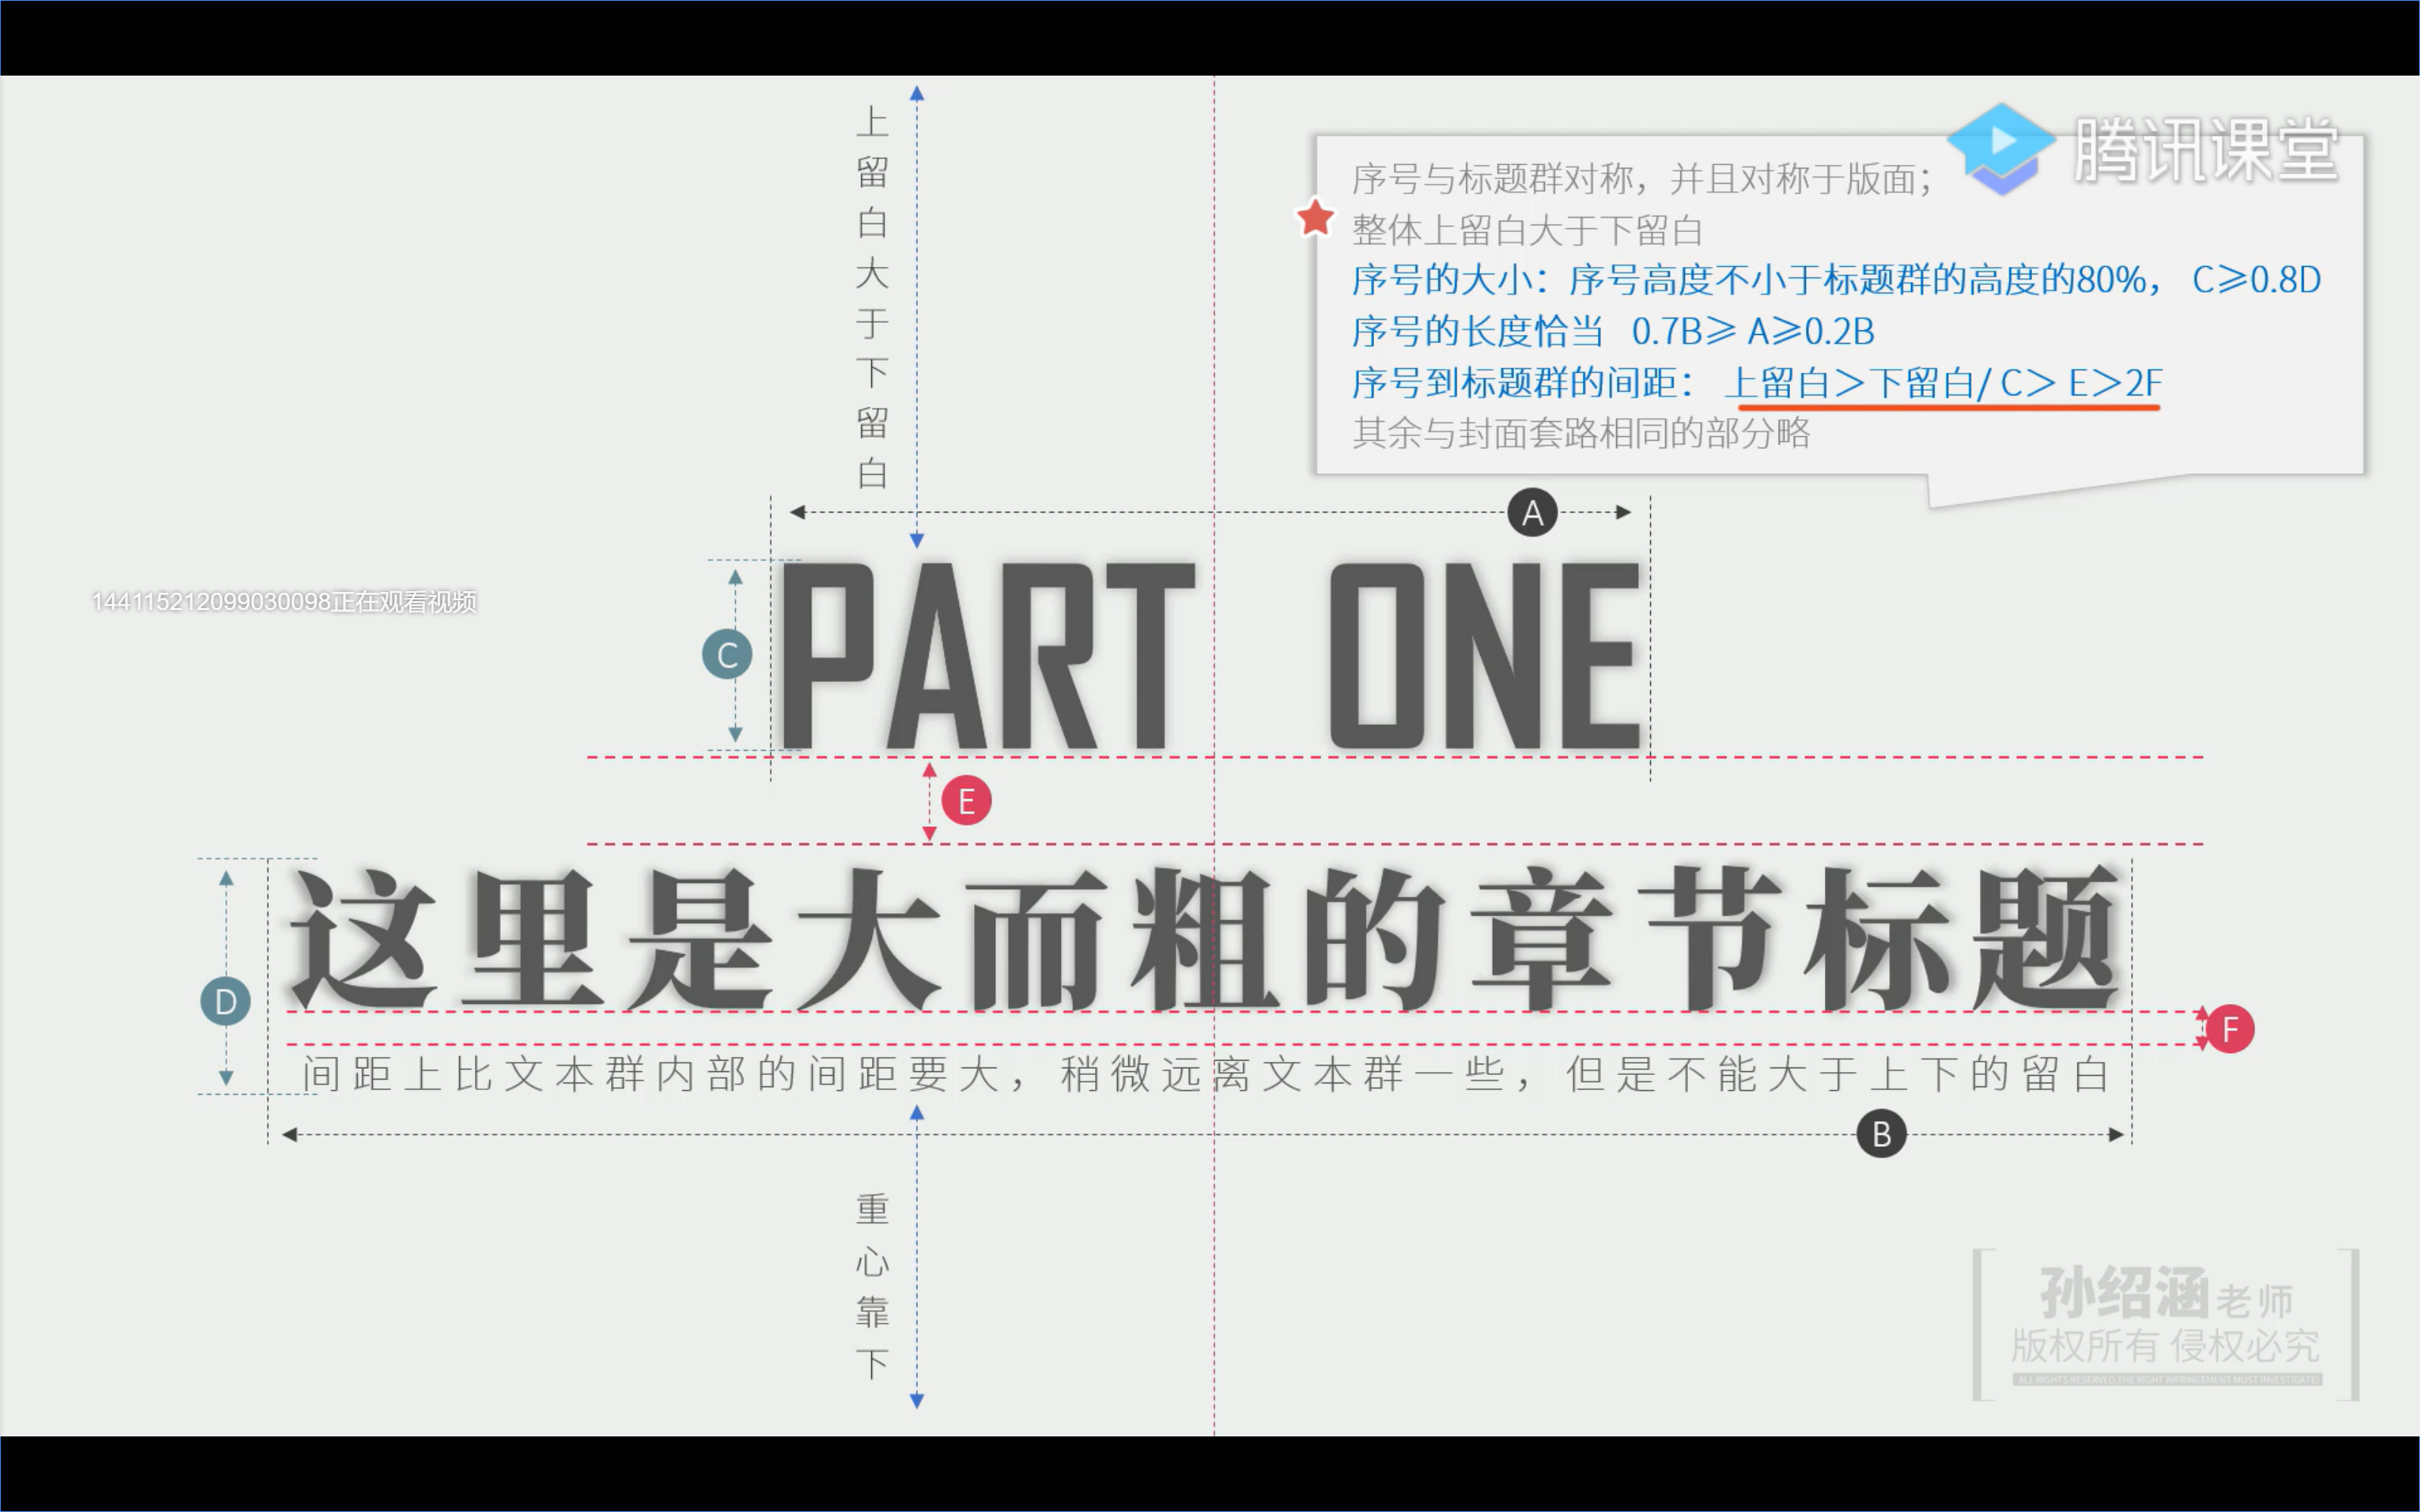 上留白大于下留白
腾讯课堂
序号与标题群对称，并且对称于版面；
整体上留白大于下留白
序号的大小：序号高度不小于标题群的高度的80%， C≥0.8D
序号的长度恰当 0.7B≥ A≥0.2B
序号到标题群的间距： 上留白＞下留白/ C＞ E＞2F
其余与封面套路相同的部分略
A
144115212099030098正在观看视频
C
PART ONE
E
这里是大而粗的章节标题
D
F
间距上比文本群内部的间距要大，稍微远离文本群一些，但是不能大于上下的留白
B
重心靠下
孙绍涵老师
版权所有 侵权必究
ALL RIGHTS RESERVED,THE RIGHT INFRINGEMENT MUST INVESTIGATE!